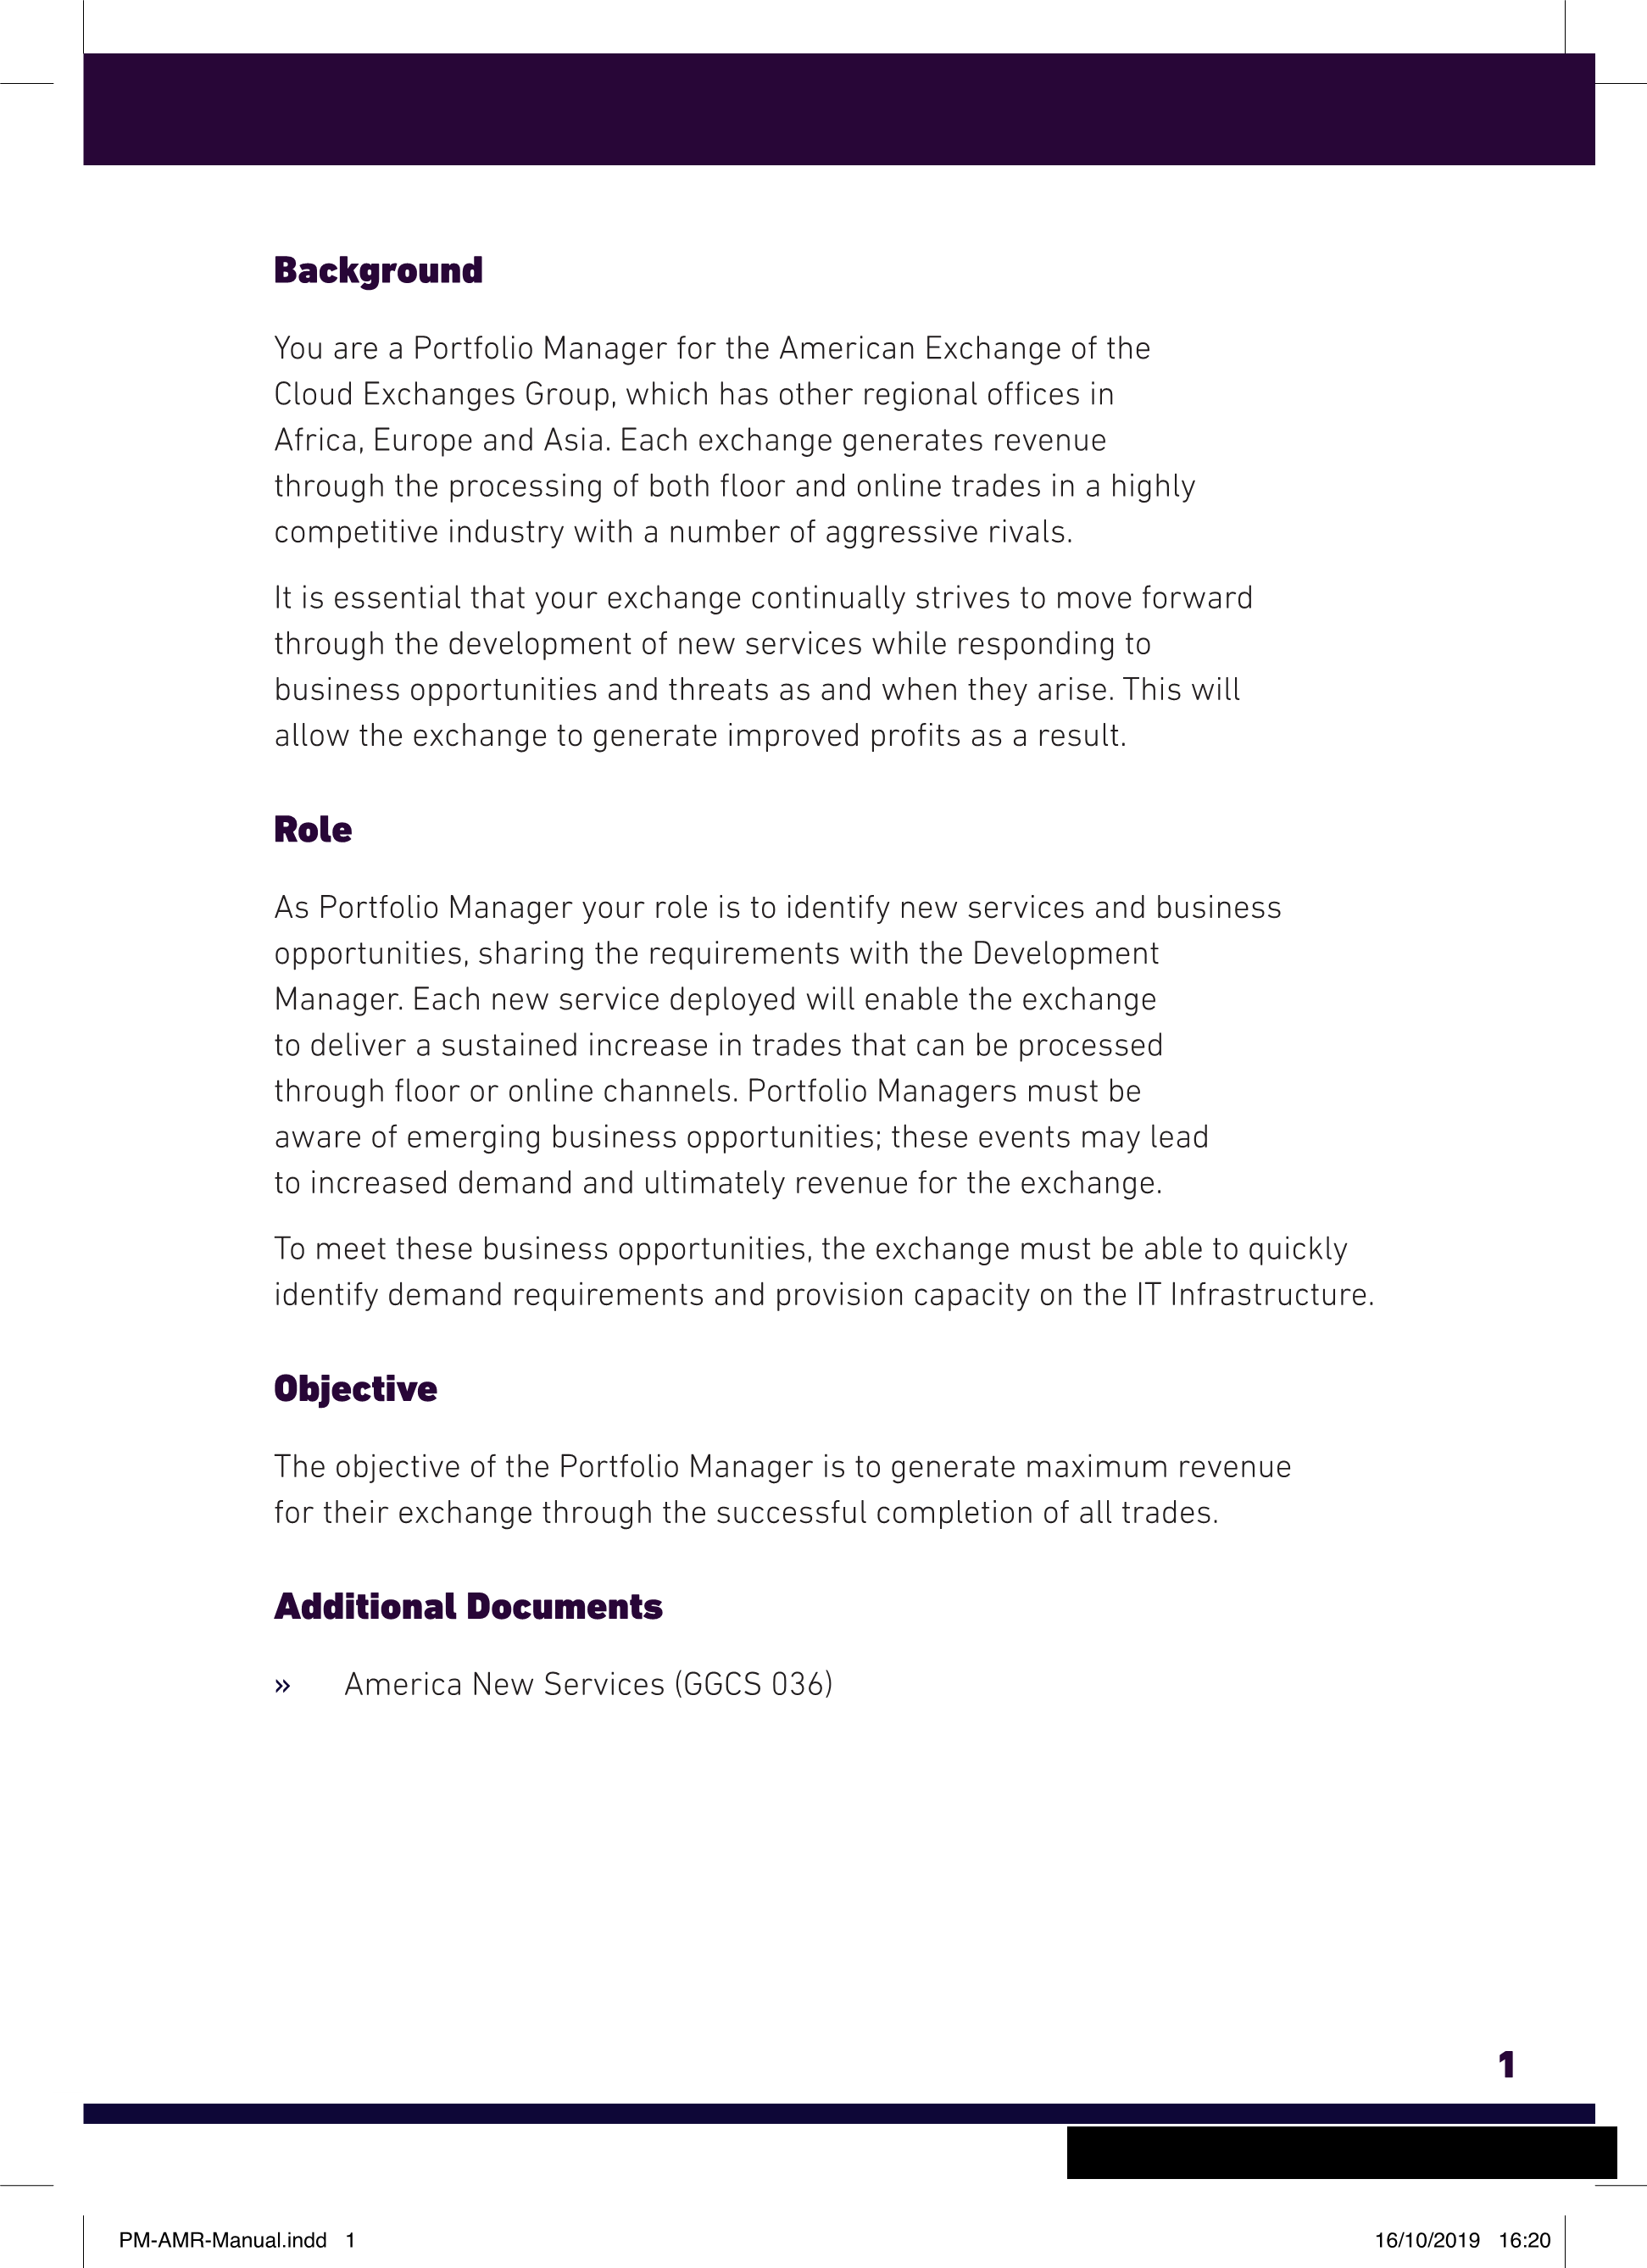 Background
You are a Portfolio Manager for the American Exchange of the
Cloud Exchanges Group, which has other regional offices in
Africa, Europe and Asia. Each exchange generates revenue
through the processing of both floor and online trades in a highly
competitive industry with a number of aggressive rivals.
It is essential that your exchange continually strives to move forward
through the development of new services while responding to
business opportunities and threats as and when they arise. This will
allow the exchange to generate improved profits as a result.
Role
As Portfolio Manager your role is to identify new services and business
opportunities, sharing the requirements with the Development
Manager. Each new service deployed will enable the exchange
to deliver a sustained increase in trades that can be processed
through floor or online channels. Portfolio Managers must be
aware of emerging business opportunities; these events may lead
to increased demand and ultimately revenue for the exchange.
To meet these business opportunities, the exchange must be able to quickly
identify demand requirements and provision capacity on the IT Infrastructure.
Objective
The objective of the Portfolio Manager is to generate maximum revenue
for their exchange through the successful completion of all trades.
Additional Documents
» America New Services (GGCS 036)
1
PM-AMR-Manual.indd 1 16/10/2019 16:20